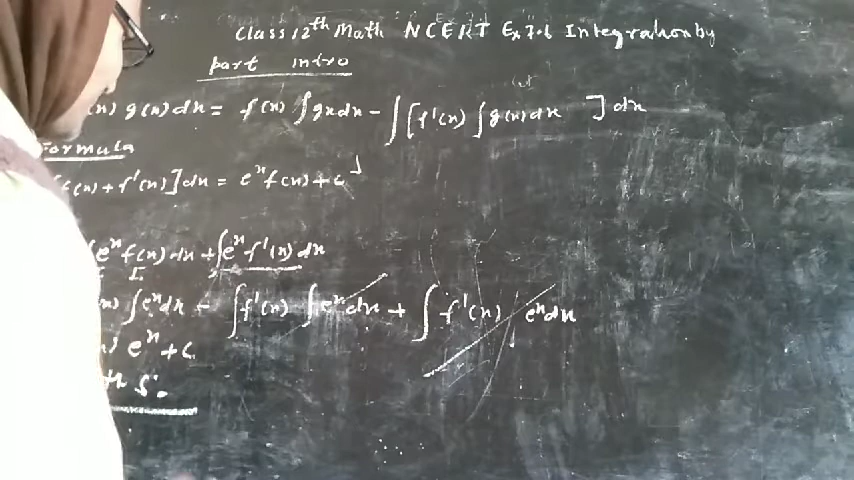 Class 12th Math NCERT Ex 7.6 Integration by
part intro
(x) g(x) dx = f(x) ∫gxdx - ∫[f'(x) ∫g(x)dx ] dx
Formula
f(x) + f'(x)]dx = e^x f(x) + c
∫e^x f(x) dx + ∫e^x f'(x) dx
∫e^x dx - ∫f'(x) ∫e^x dx + ∫f'(x) e^x dx
e^x + c